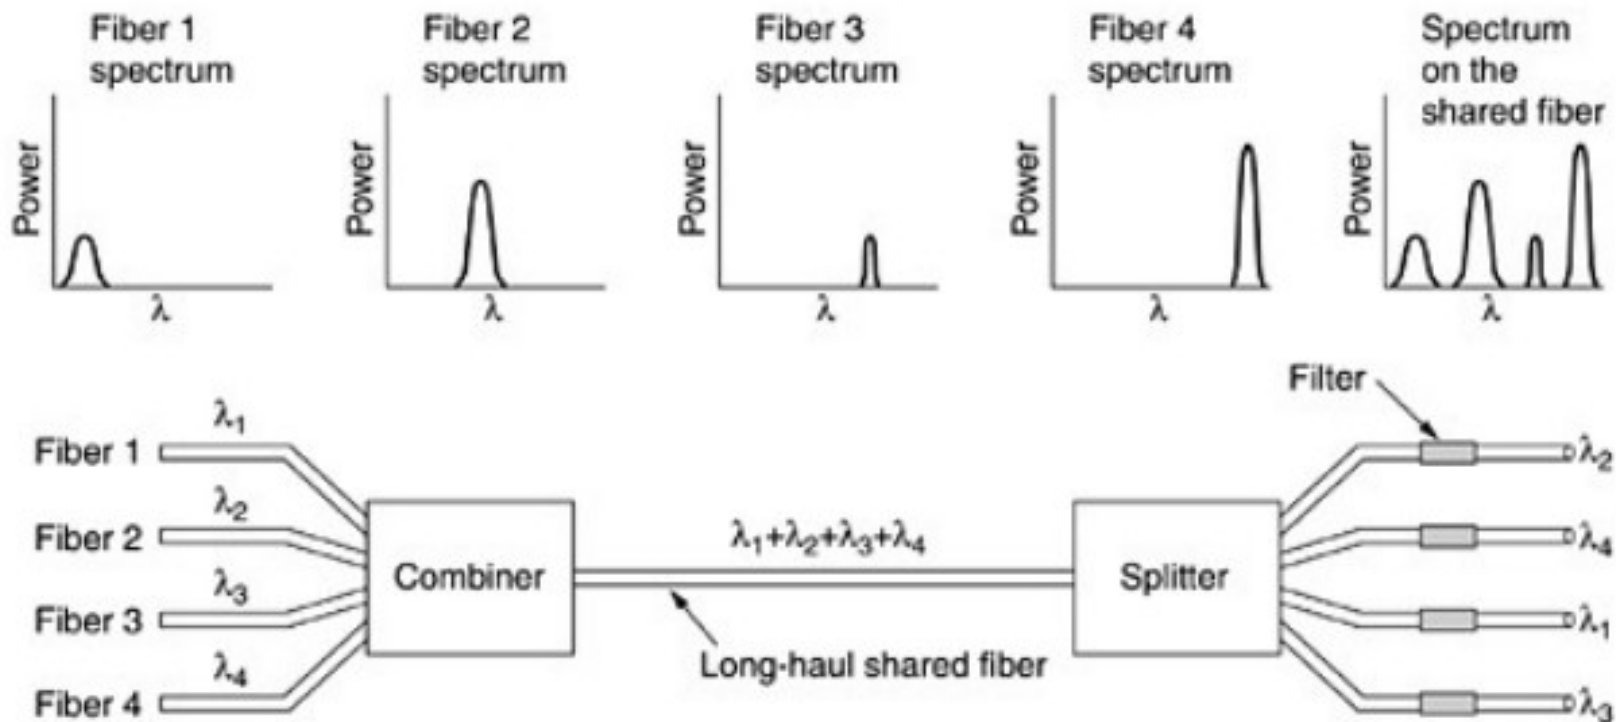 Fiber 1
spectrum
Fiber 2
spectrum
Fiber 3
spectrum
Fiber 4
spectrum
Spectrum
on the
shared fiber
Power
λ
Power
λ
Power
λ
Power
λ
Power
λ
Filter
Fiber 1
λ₁
Fiber 2
λ₂
Fiber 3
λ₃
Fiber 4
λ₄
Combiner
λ₁+λ₂+λ₃+λ₄
Long-haul shared fiber
Splitter
λ₂
λ₄
λ₁
λ₃